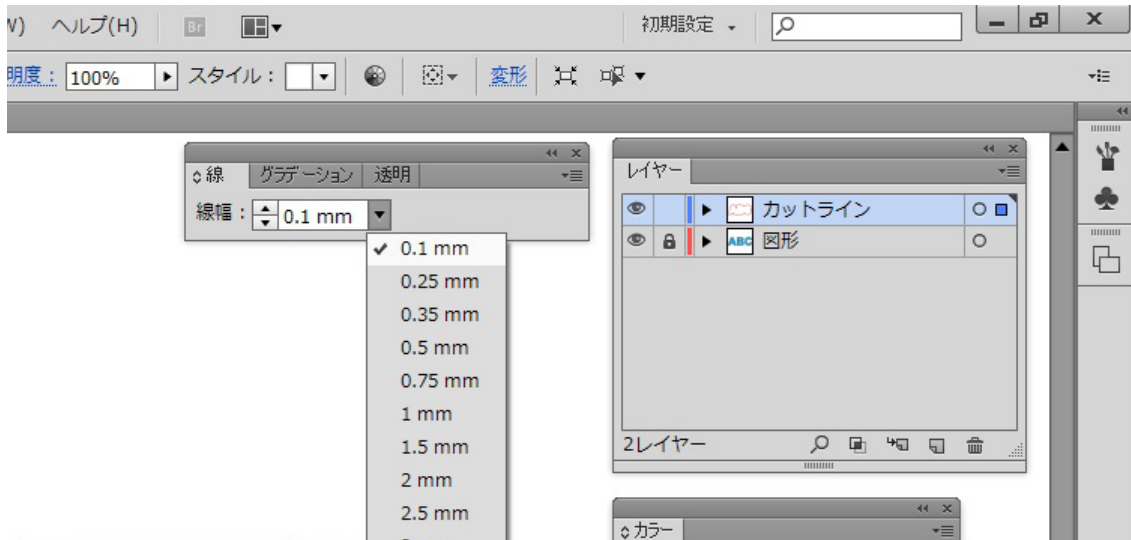 W) ヘルプ(H) Br 初期設定
明度： 100% スタイル： 変形
線 グラデーション 透明
線幅： 0.1 mm
0.1 mm
0.25 mm
0.35 mm
0.5 mm
0.75 mm
1 mm
1.5 mm
2 mm
2.5 mm
レイヤー
カットライン
ABC 図形
2レイヤー
カラー